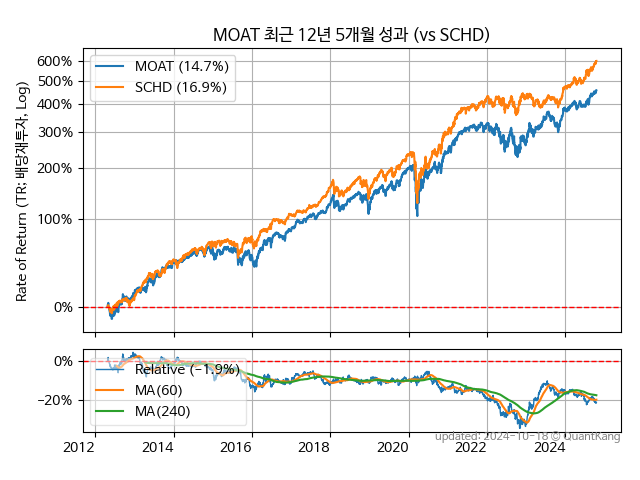 MOAT 최근 12년 5개월 성과 (vs SCHD)
Rate of Return (TR; 배당재투자, Log)
600%
500%
400%
300%
200%
100%
0%
MOAT (14.7%)
SCHD (16.9%)
0%
−20%
Relative (−1.9%)
MA(60)
MA(240)
updated: 2024-10-18 © QuantKang
2012 2014 2016 2018 2020 2022 2024